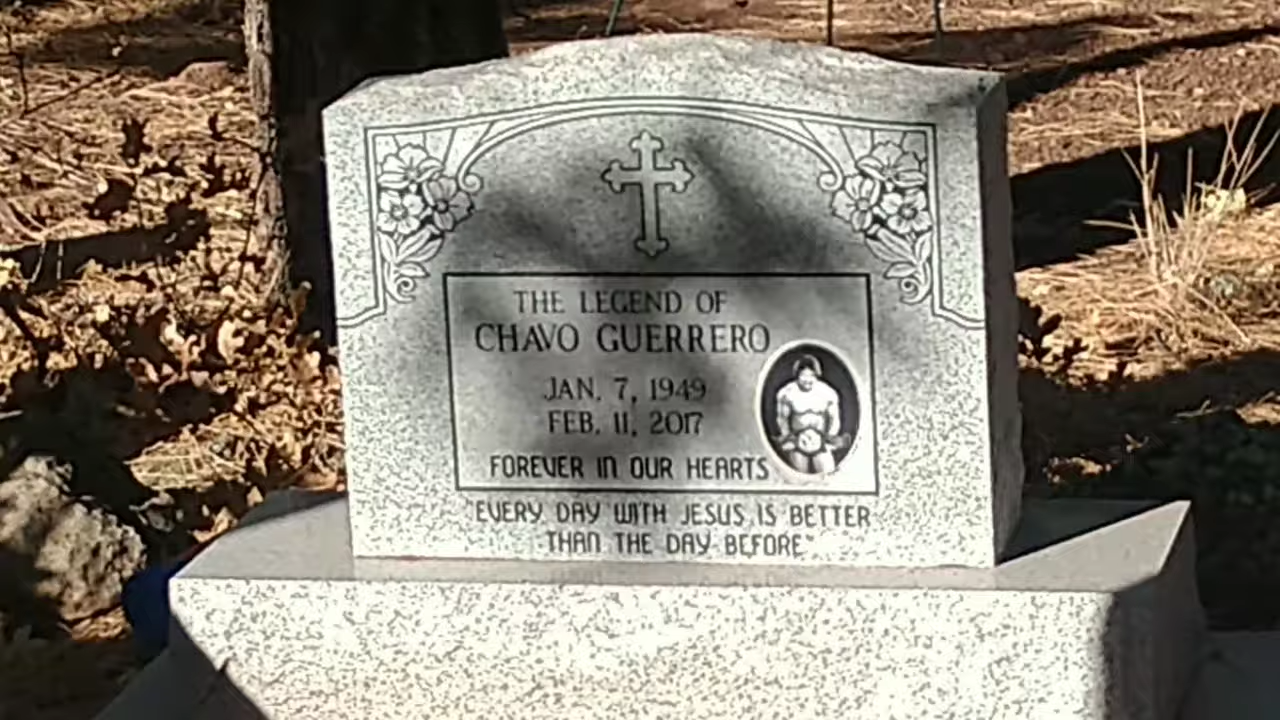 THE LEGEND OF
CHAVO GUERRERO
JAN. 7, 1949
FEB. 11, 2017
FOREVER IN OUR HEARTS
"EVERY DAY WITH JESUS IS BETTER
THAN THE DAY BEFORE"